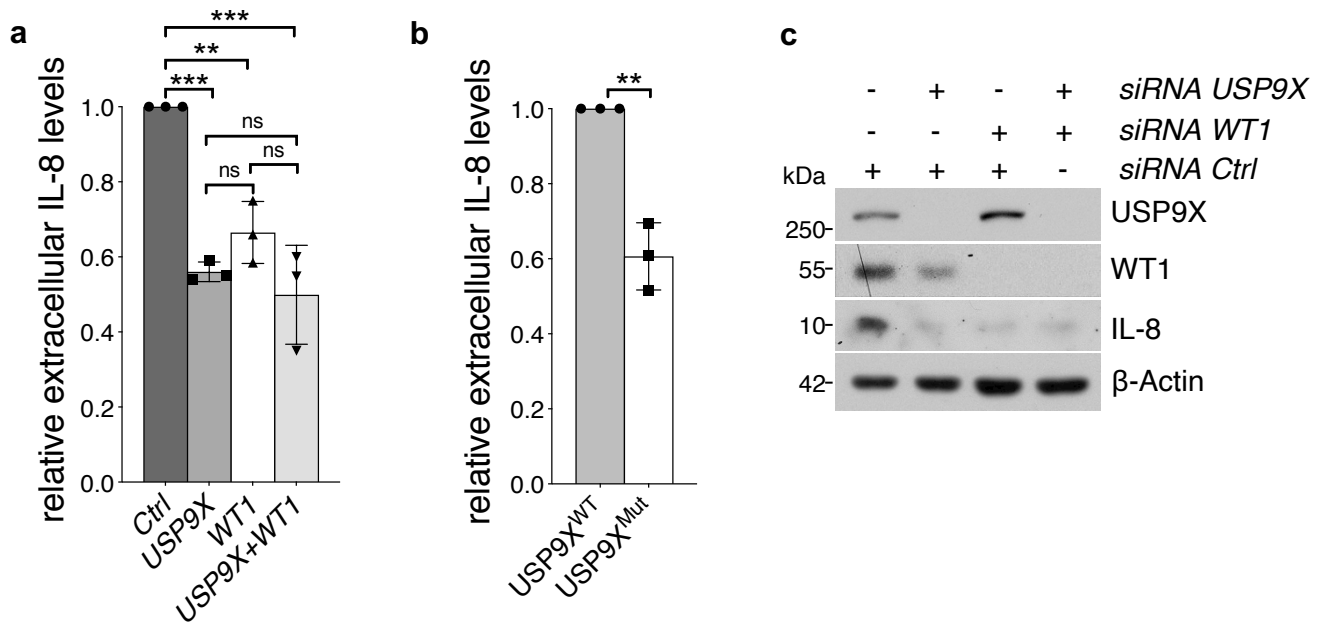 a
relative extracellular IL-8 levels
***
**
***
ns
ns
ns
1.0
0.8
0.6
0.4
0.2
0.0
Ctrl
USP9X
WT1
USP9X+WT1
b
relative extracellular IL-8 levels
**
1.0
0.8
0.6
0.4
0.2
0.0
USP9X^WT
USP9X^Mut
c
- + - + siRNA USP9X
- - + + siRNA WT1
+ + + - siRNA Ctrl
kDa
250- USP9X
55- WT1
10- IL-8
42- β-Actin